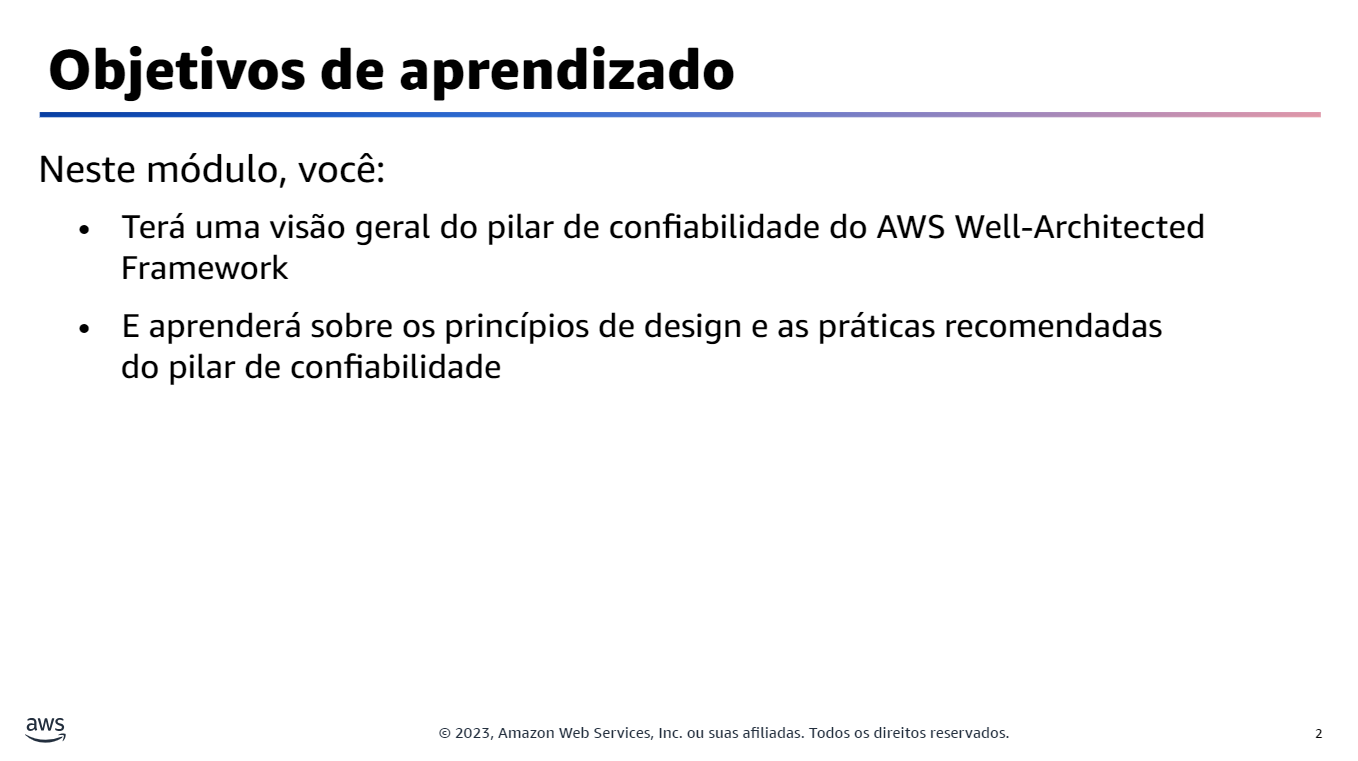 Objetivos de aprendizado
Neste módulo, você:
• Terá uma visão geral do pilar de confiabilidade do AWS Well-Architected
Framework
• E aprenderá sobre os princípios de design e as práticas recomendadas
do pilar de confiabilidade
aws
© 2023, Amazon Web Services, Inc. ou suas afiliadas. Todos os direitos reservados.
2